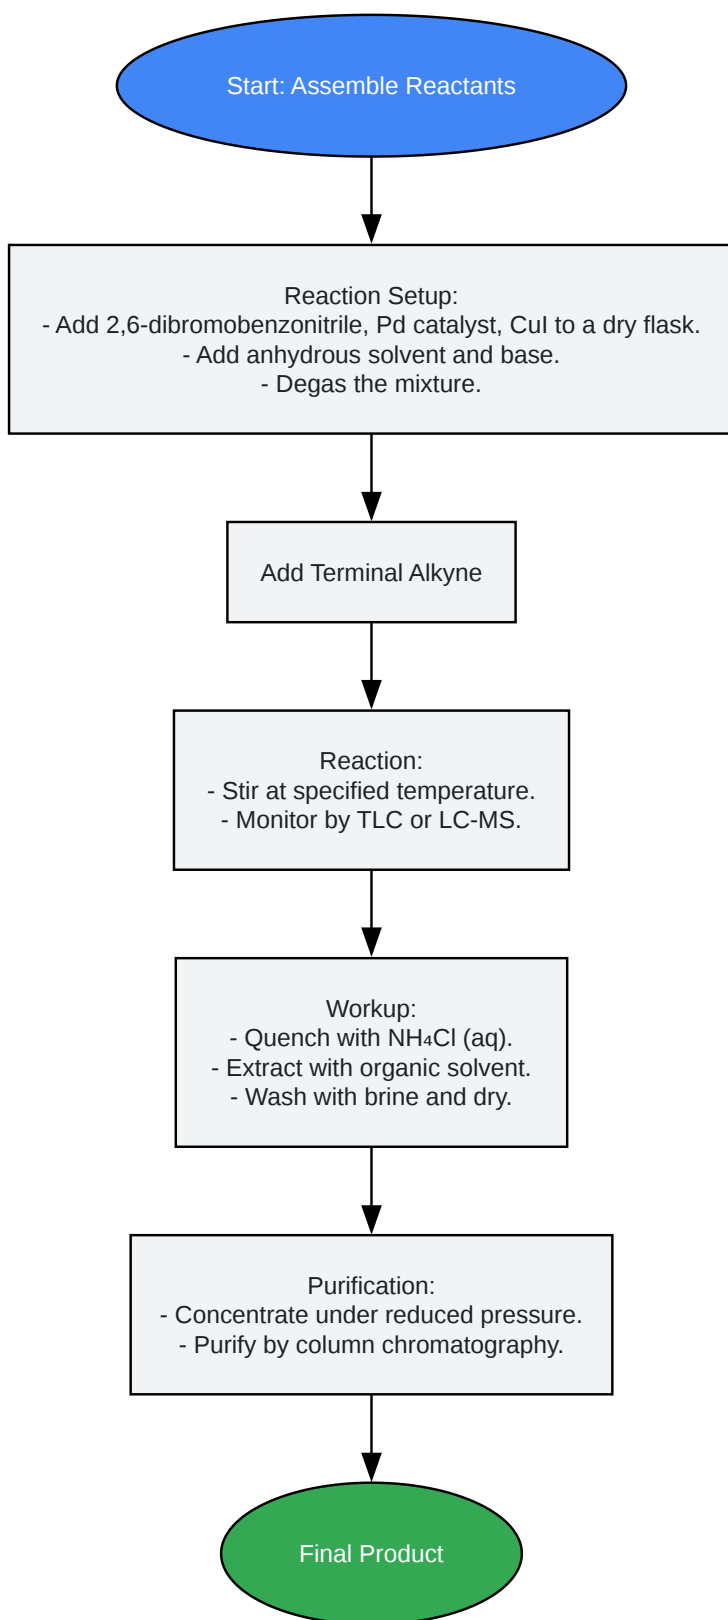 Start: Assemble Reactants
Reaction Setup:
- Add 2,6-dibromobenzonitrile, Pd catalyst, CuI to a dry flask.
- Add anhydrous solvent and base.
- Degas the mixture.
Add Terminal Alkyne
Reaction:
- Stir at specified temperature.
- Monitor by TLC or LC-MS.
Workup:
- Quench with NH₄Cl (aq).
- Extract with organic solvent.
- Wash with brine and dry.
Purification:
- Concentrate under reduced pressure.
- Purify by column chromatography.
Final Product